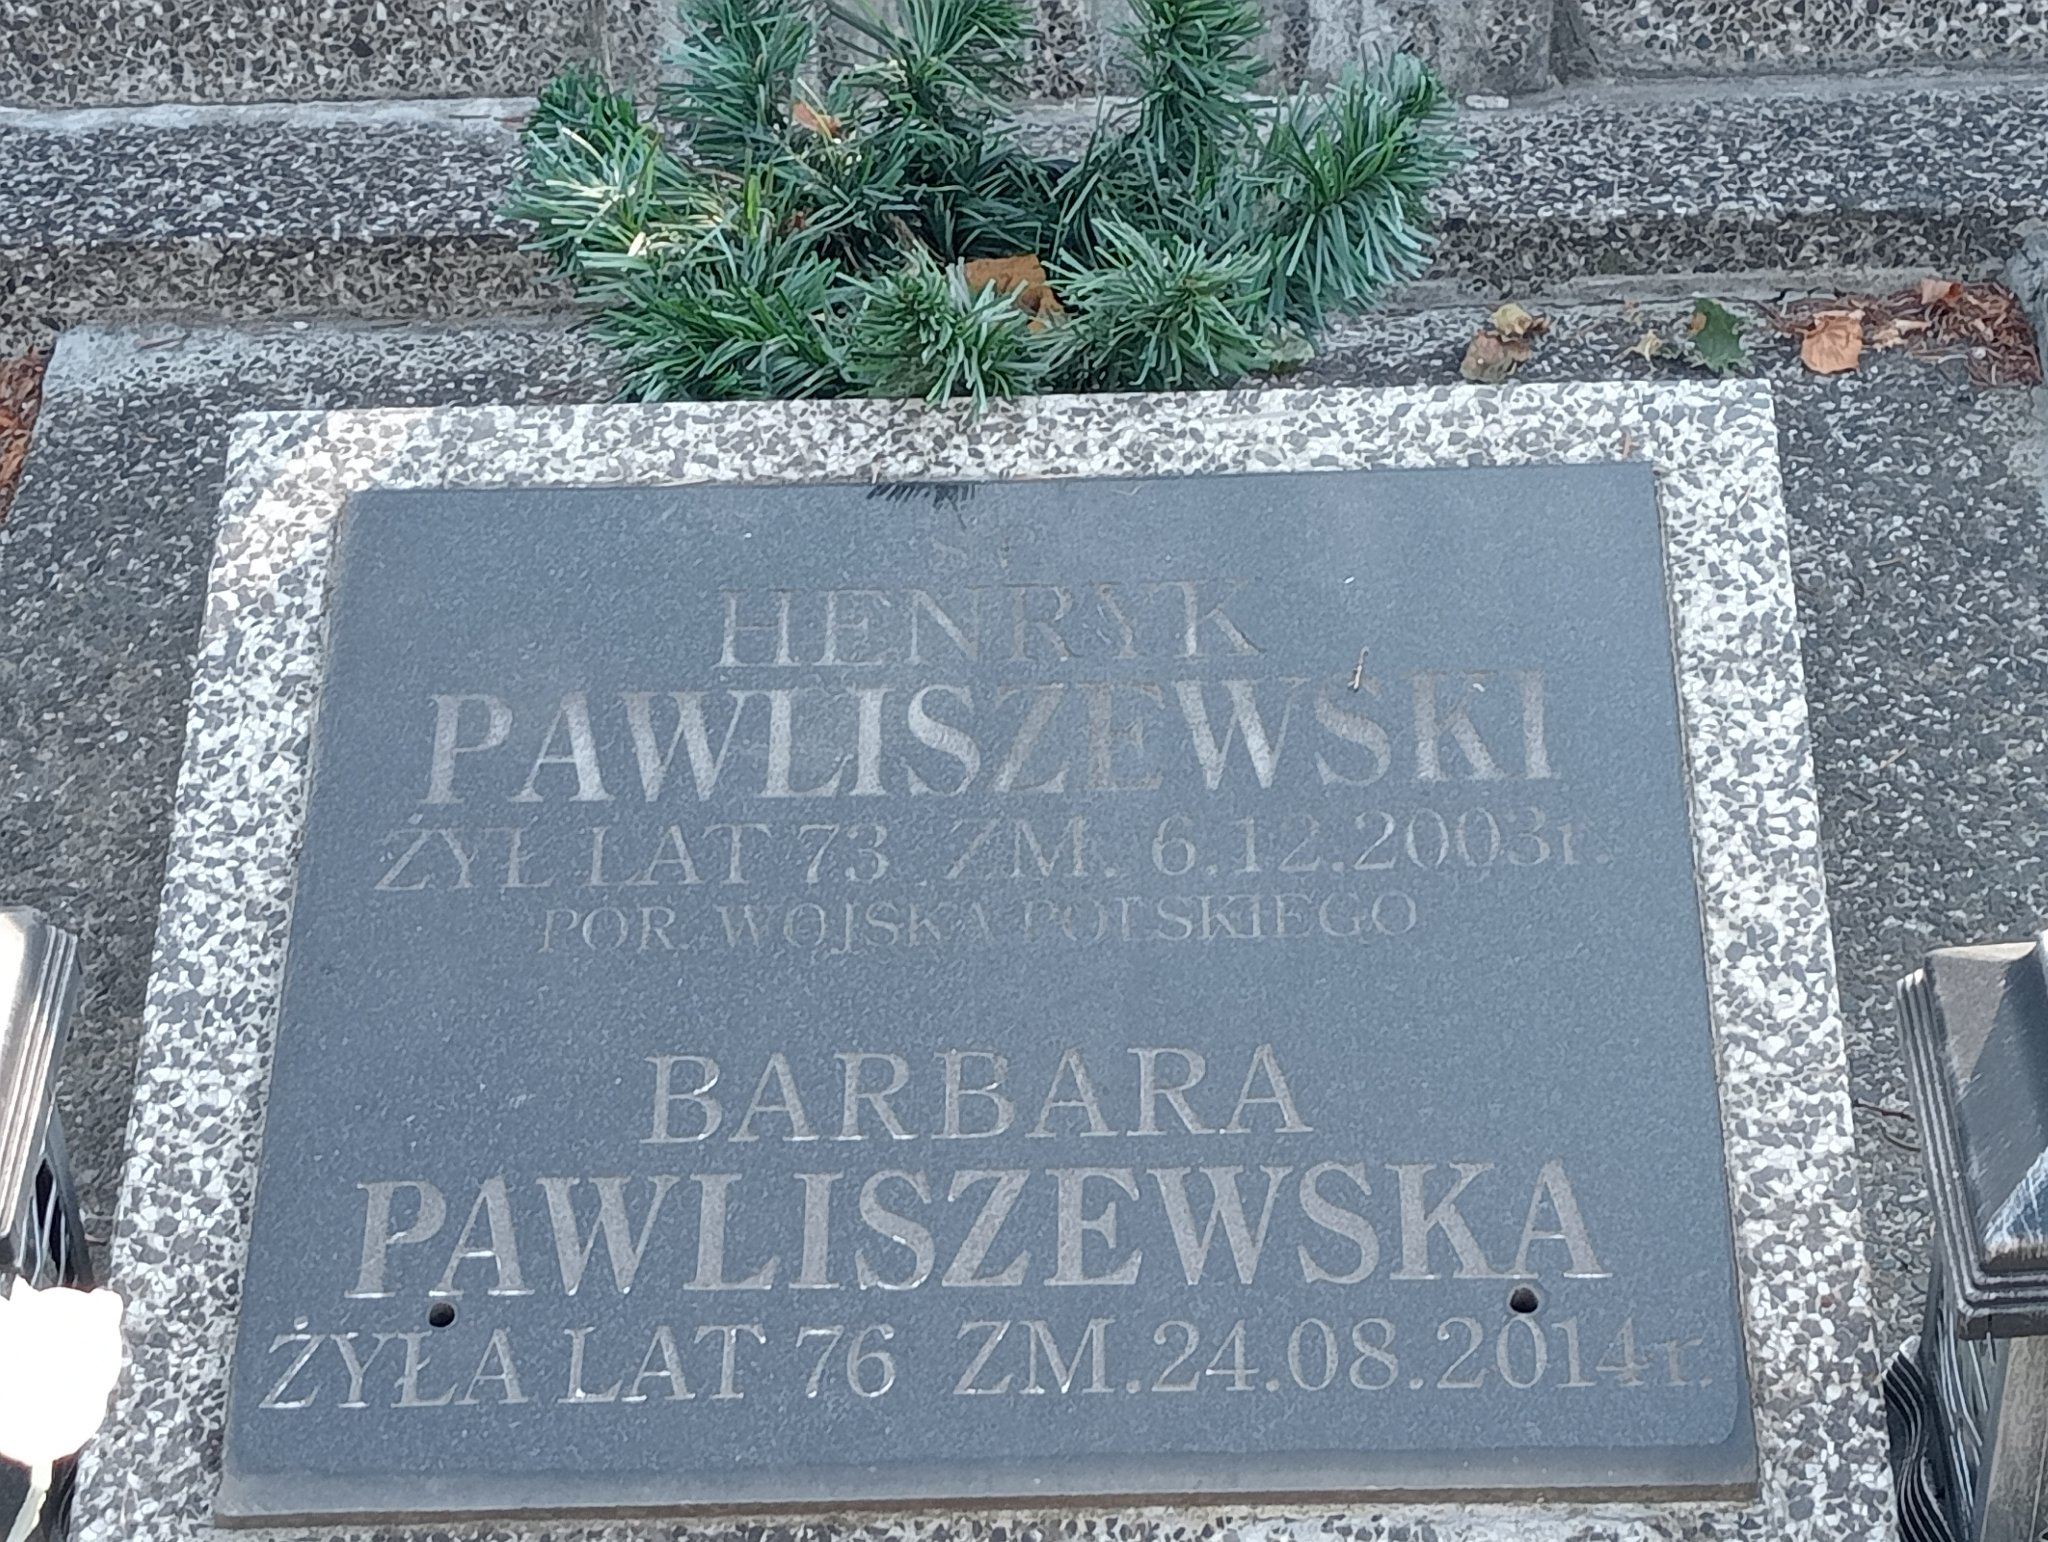 Ś.P.
HENRYK
PAWLISZEWSKI
ŻYŁ LAT 73 ZM. 6.12.2003r.
POR. WOJSKA POLSKIEGO
BARBARA
PAWLISZEWSKA
ŻYŁA LAT 76 ZM.24.08.2014r.